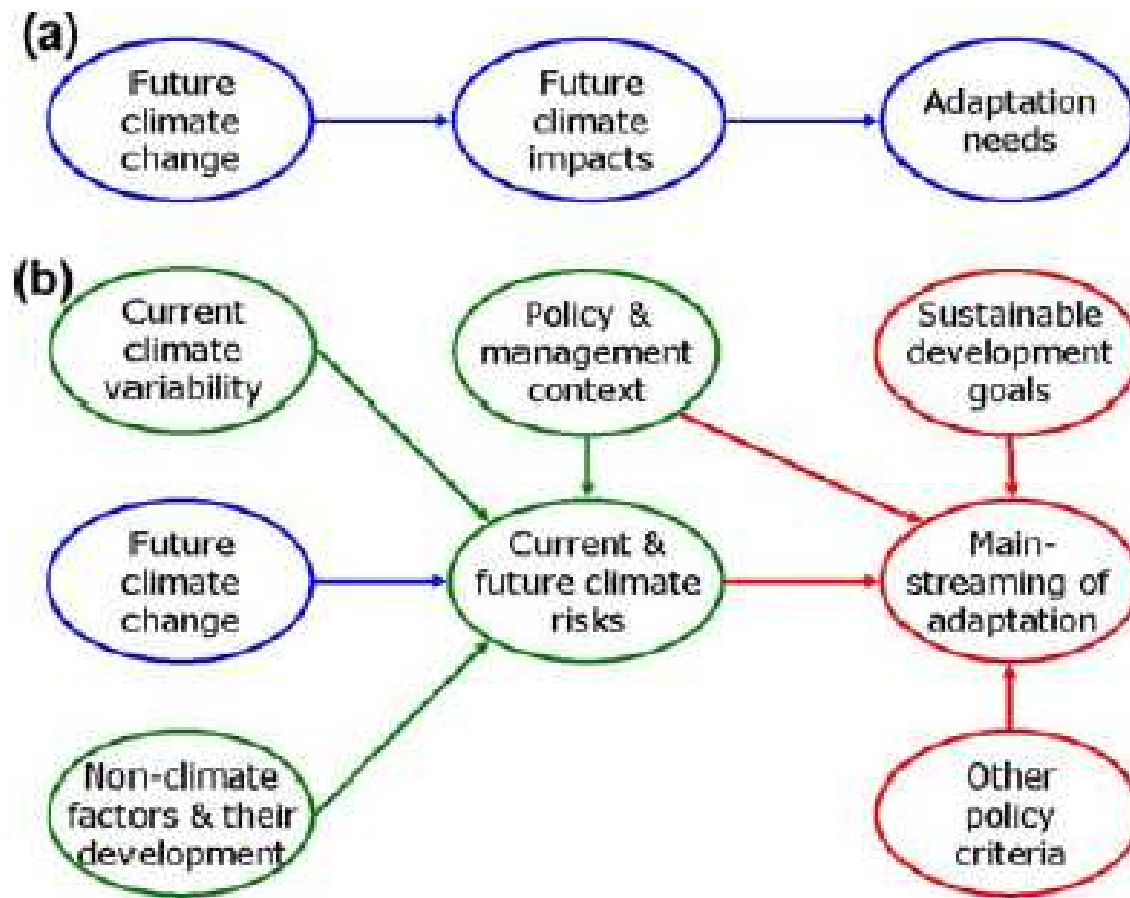 (a)
Future
climate
change
Future
climate
impacts
Adaptation
needs
(b)
Current
climate
variability
Policy &
management
context
Sustainable
development
goals
Future
climate
change
Current &
future climate
risks
Main-
streaming of
adaptation
Non-climate
factors & their
development
Other
policy
criteria